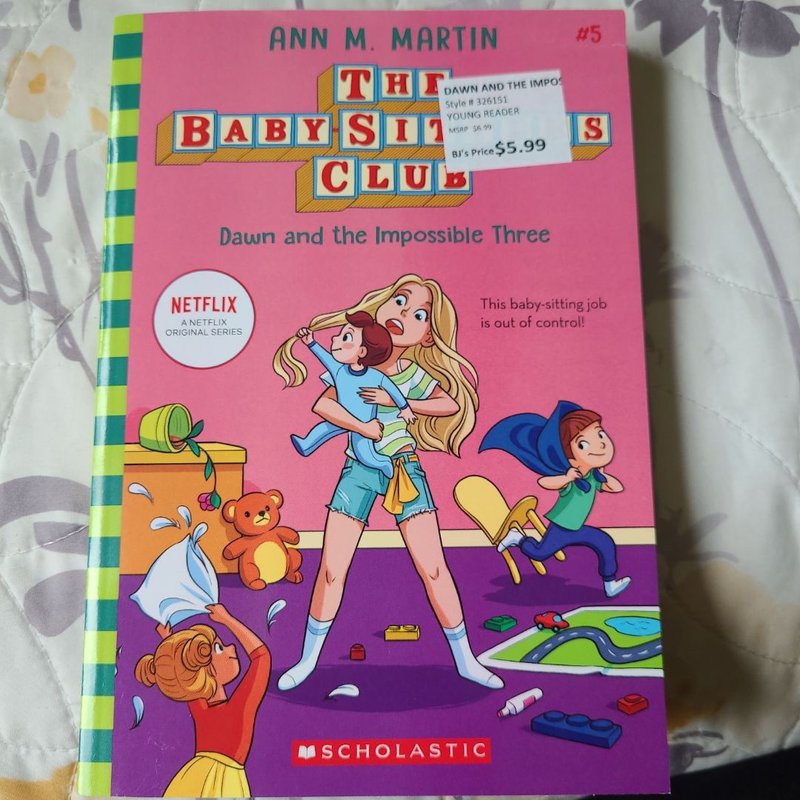 ANN M. MARTIN
#5
THE
BABY-SIT S
CLUB
DAWN AND THE IMPOS
Style # 326151
YOUNG READER
MSRP $6.99
BJ's Price $5.99
Dawn and the Impossible Three
NETFLIX
A NETFLIX
ORIGINAL SERIES
This baby-sitting job
is out of control!
SCHOLASTIC